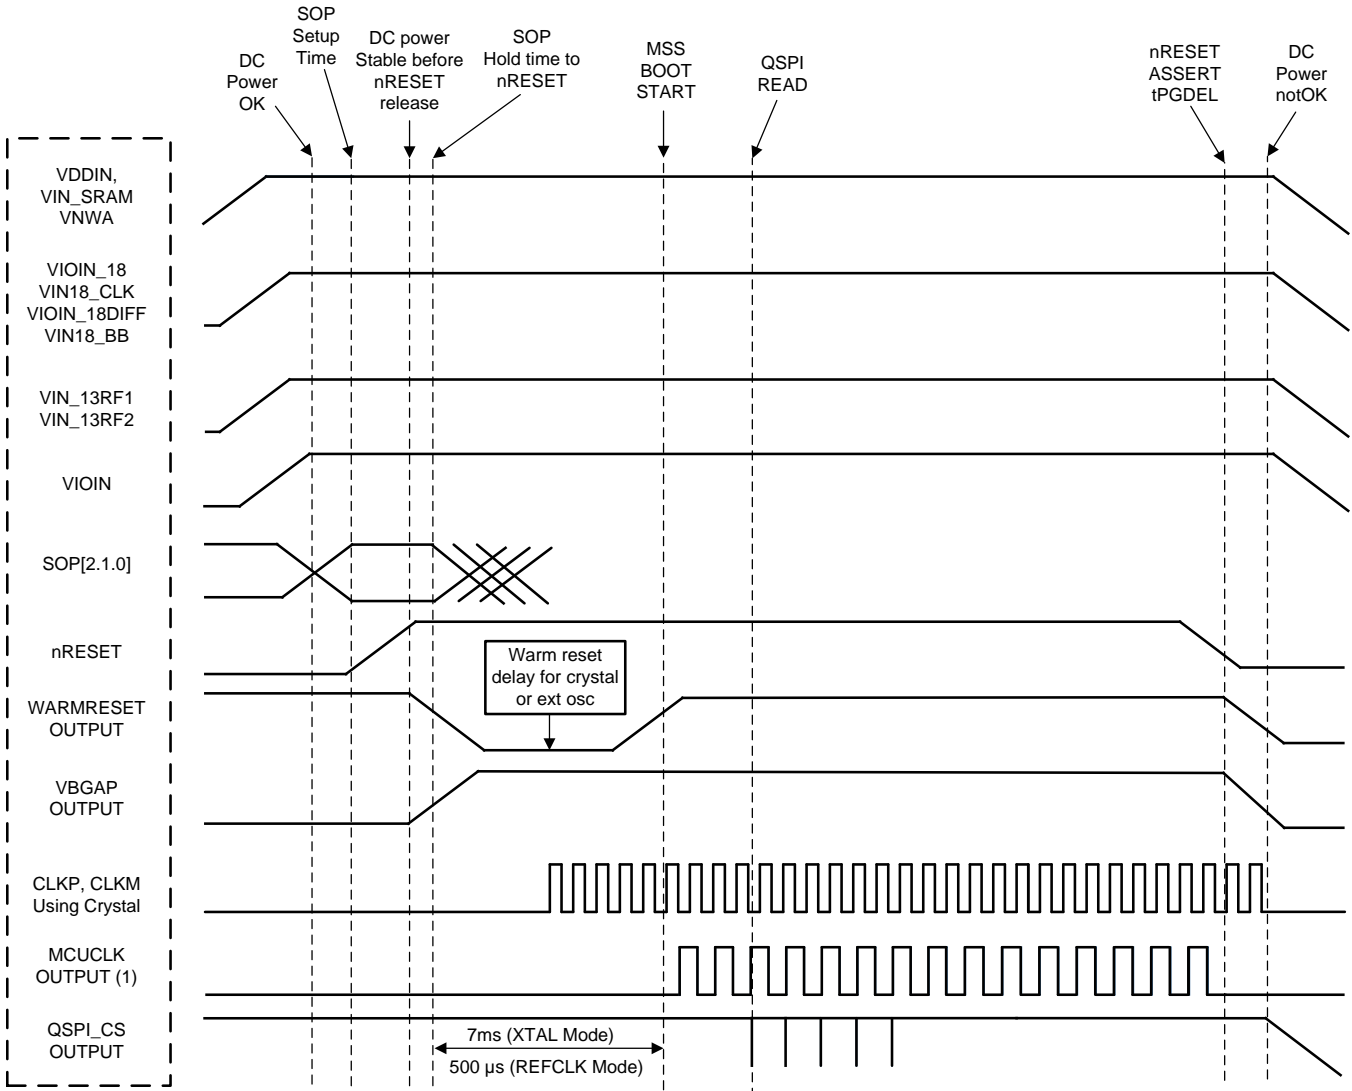 DC
Power
OK
SOP
Setup
Time
DC power
Stable before
nRESET
release
SOP
Hold time to
nRESET
MSS
BOOT
START
QSPI
READ
nRESET
ASSERT
tPGDEL
DC
Power
notOK
VDDIN,
VIN_SRAM
VNWA
VIOIN_18
VIN18_CLK
VIOIN_18DIFF
VIN18_BB
VIN_13RF1
VIN_13RF2
VIOIN
SOP[2.1.0]
nRESET
Warm reset
delay for crystal
or ext osc
WARMRESET
OUTPUT
VBGAP
OUTPUT
CLKP, CLKM
Using Crystal
MCUCLK
OUTPUT (1)
QSPI_CS
OUTPUT
7ms (XTAL Mode)
500 µs (REFCLK Mode)